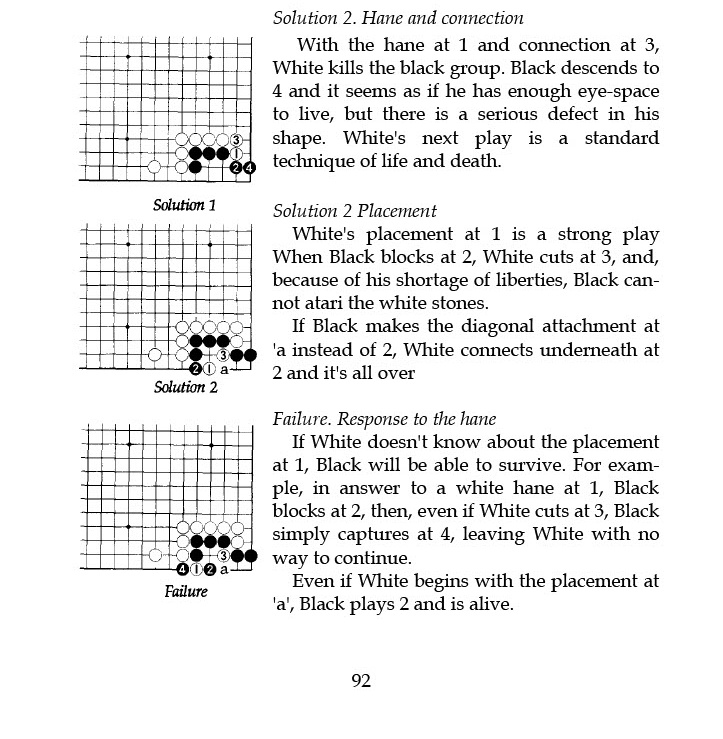 Solution 2. Hane and connection
With the hane at 1 and connection at 3,
White kills the black group. Black descends to
4 and it seems as if he has enough eye-space
to live, but there is a serious defect in his
shape. White's next play is a standard
technique of life and death.
3
1
2 4
Solution 1
Solution 2 Placement
White's placement at 1 is a strong play
When Black blocks at 2, White cuts at 3, and,
because of his shortage of liberties, Black can-
not atari the white stones.
If Black makes the diagonal attachment at
'a instead of 2, White connects underneath at
2 and it's all over
3
2 1 a
Solution 2
Failure. Response to the hane
If White doesn't know about the placement
at 1, Black will be able to survive. For exam-
ple, in answer to a white hane at 1, Black
blocks at 2, then, even if White cuts at 3, Black
simply captures at 4, leaving White with no
way to continue.
Even if White begins with the placement at
'a', Black plays 2 and is alive.
3
4 1 2 a
Failure
92